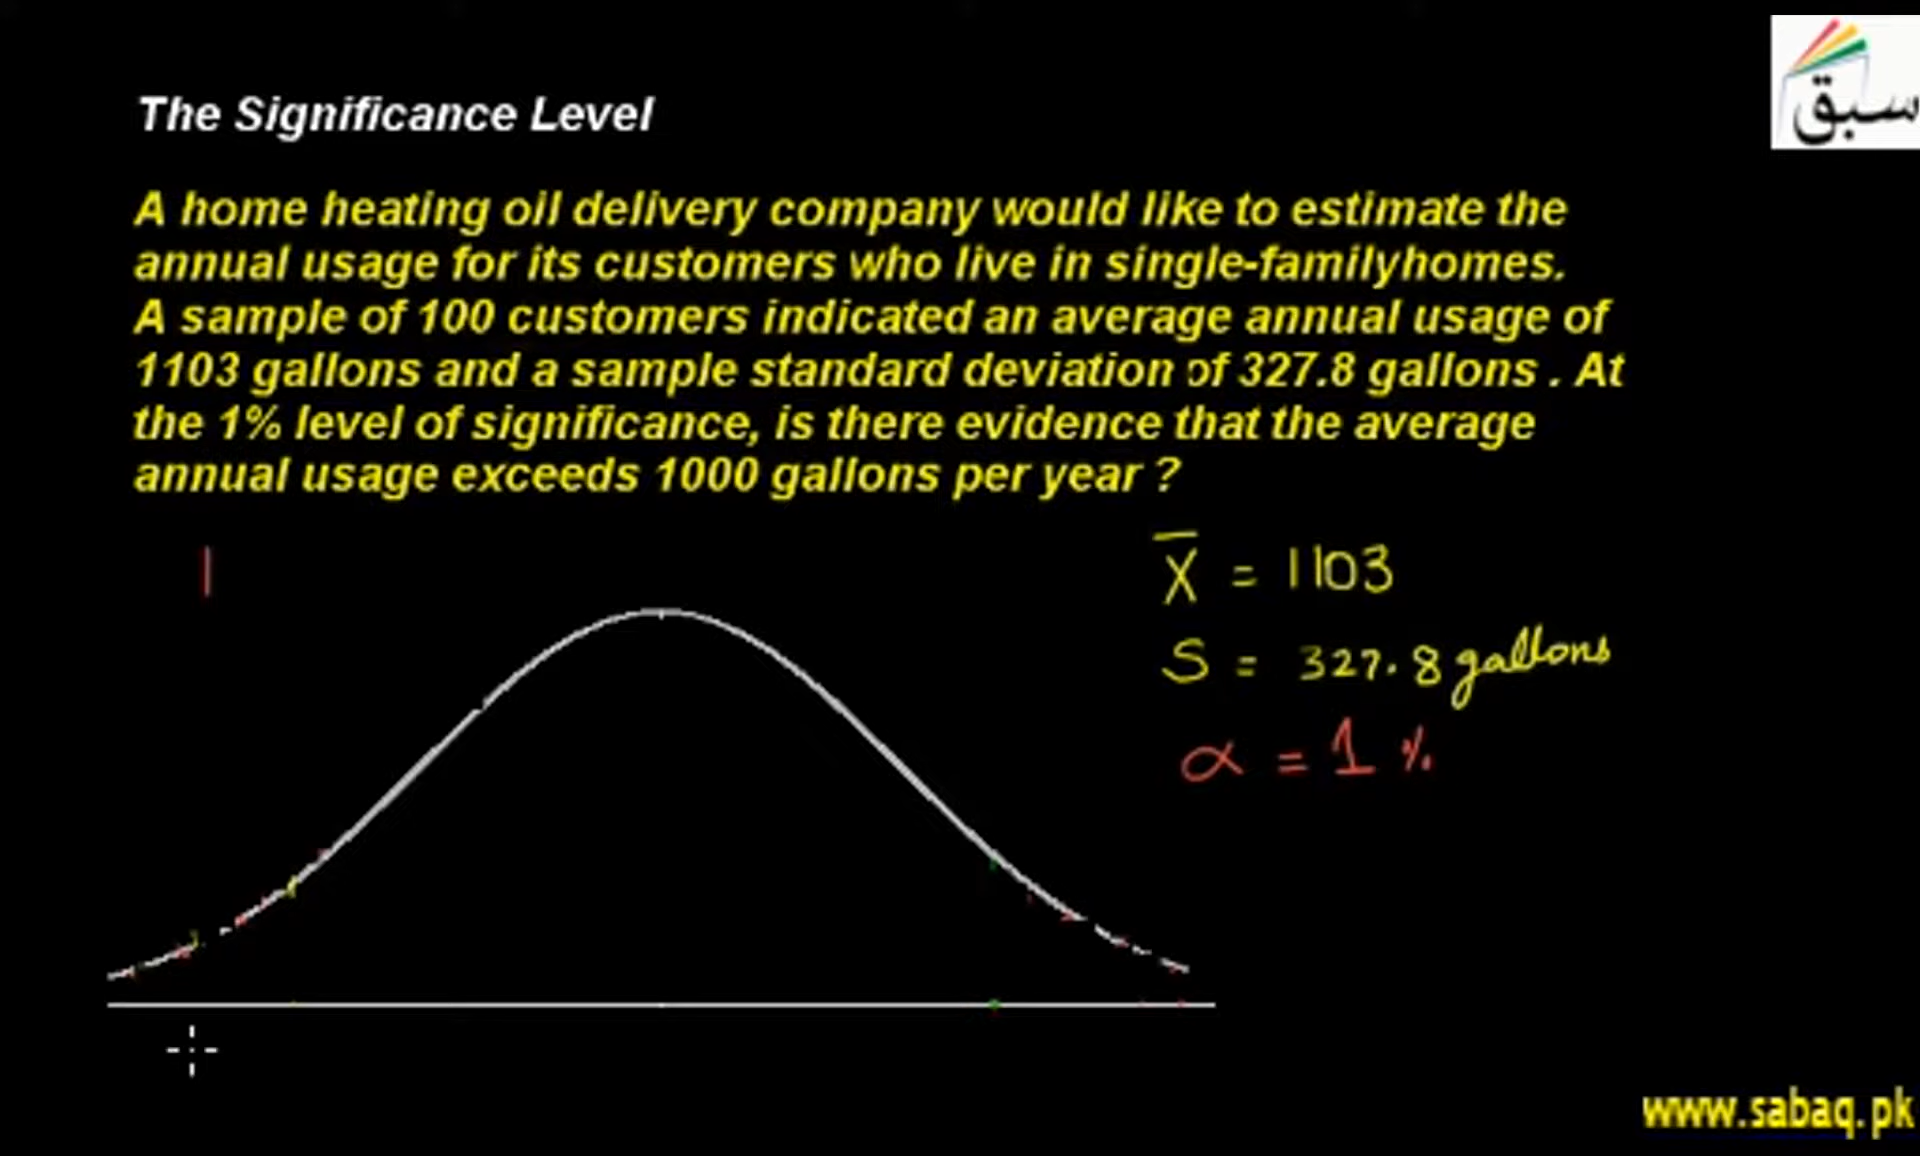 سبق
The Significance Level
A home heating oil delivery company would like to estimate the
annual usage for its customers who live in single-familyhomes.
A sample of 100 customers indicated an average annual usage of
1103 gallons and a sample standard deviation of 327.8 gallons . At
the 1% level of significance, is there evidence that the average
annual usage exceeds 1000 gallons per year ?
X̅ = 1103
S = 327.8 gallons
α = 1 %
www.sabaq.pk